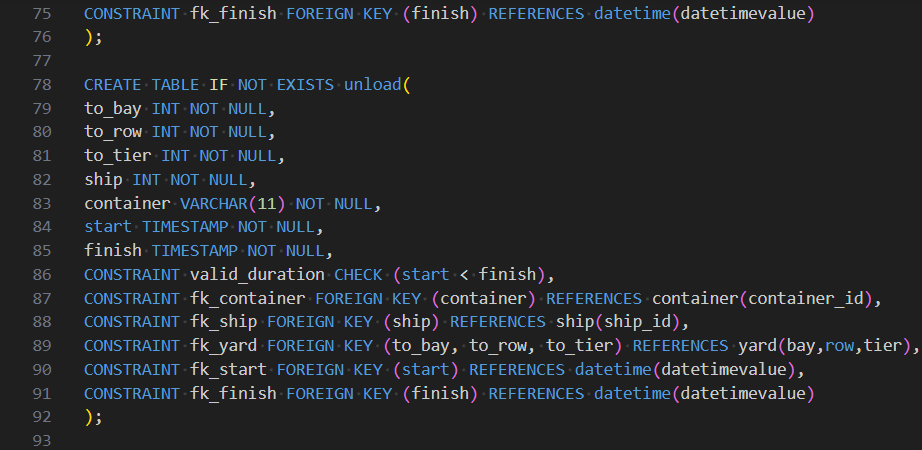 75 CONSTRAINT fk_finish FOREIGN KEY (finish) REFERENCES datetime(datetimevalue)
76 );
77
78 CREATE TABLE IF NOT EXISTS unload(
79 to_bay INT NOT NULL,
80 to_row INT NOT NULL,
81 to_tier INT NOT NULL,
82 ship INT NOT NULL,
83 container VARCHAR(11) NOT NULL,
84 start TIMESTAMP NOT NULL,
85 finish TIMESTAMP NOT NULL,
86 CONSTRAINT valid_duration CHECK (start < finish),
87 CONSTRAINT fk_container FOREIGN KEY (container) REFERENCES container(container_id),
88 CONSTRAINT fk_ship FOREIGN KEY (ship) REFERENCES ship(ship_id),
89 CONSTRAINT fk_yard FOREIGN KEY (to_bay, to_row, to_tier) REFERENCES yard(bay,row,tier),
90 CONSTRAINT fk_start FOREIGN KEY (start) REFERENCES datetime(datetimevalue),
91 CONSTRAINT fk_finish FOREIGN KEY (finish) REFERENCES datetime(datetimevalue)
92 );
93